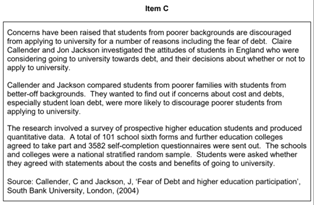 Item C
Concerns have been raised that students from poorer backgrounds are discouraged
from applying to university for a number of reasons including the fear of debt. Claire
Callender and Jon Jackson investigated the attitudes of students in England who were
considering going to university towards debt, and their decisions about whether or not to
apply to university.
Callender and Jackson compared students from poorer families with students from
better-off backgrounds. They wanted to find out if concerns about cost and debts,
especially student loan debt, were more likely to discourage poorer students from
applying to university.
The research involved a survey of prospective higher education students and produced
quantitative data. A total of 101 school sixth forms and further education colleges
agreed to take part and 3582 self-completion questionnaires were sent out. The schools
and colleges were a national stratified random sample. Students were asked whether
they agreed with statements about the costs and benefits of going to university.
Source: Callender, C and Jackson, J, 'Fear of Debt and higher education participation',
South Bank University, London, (2004)